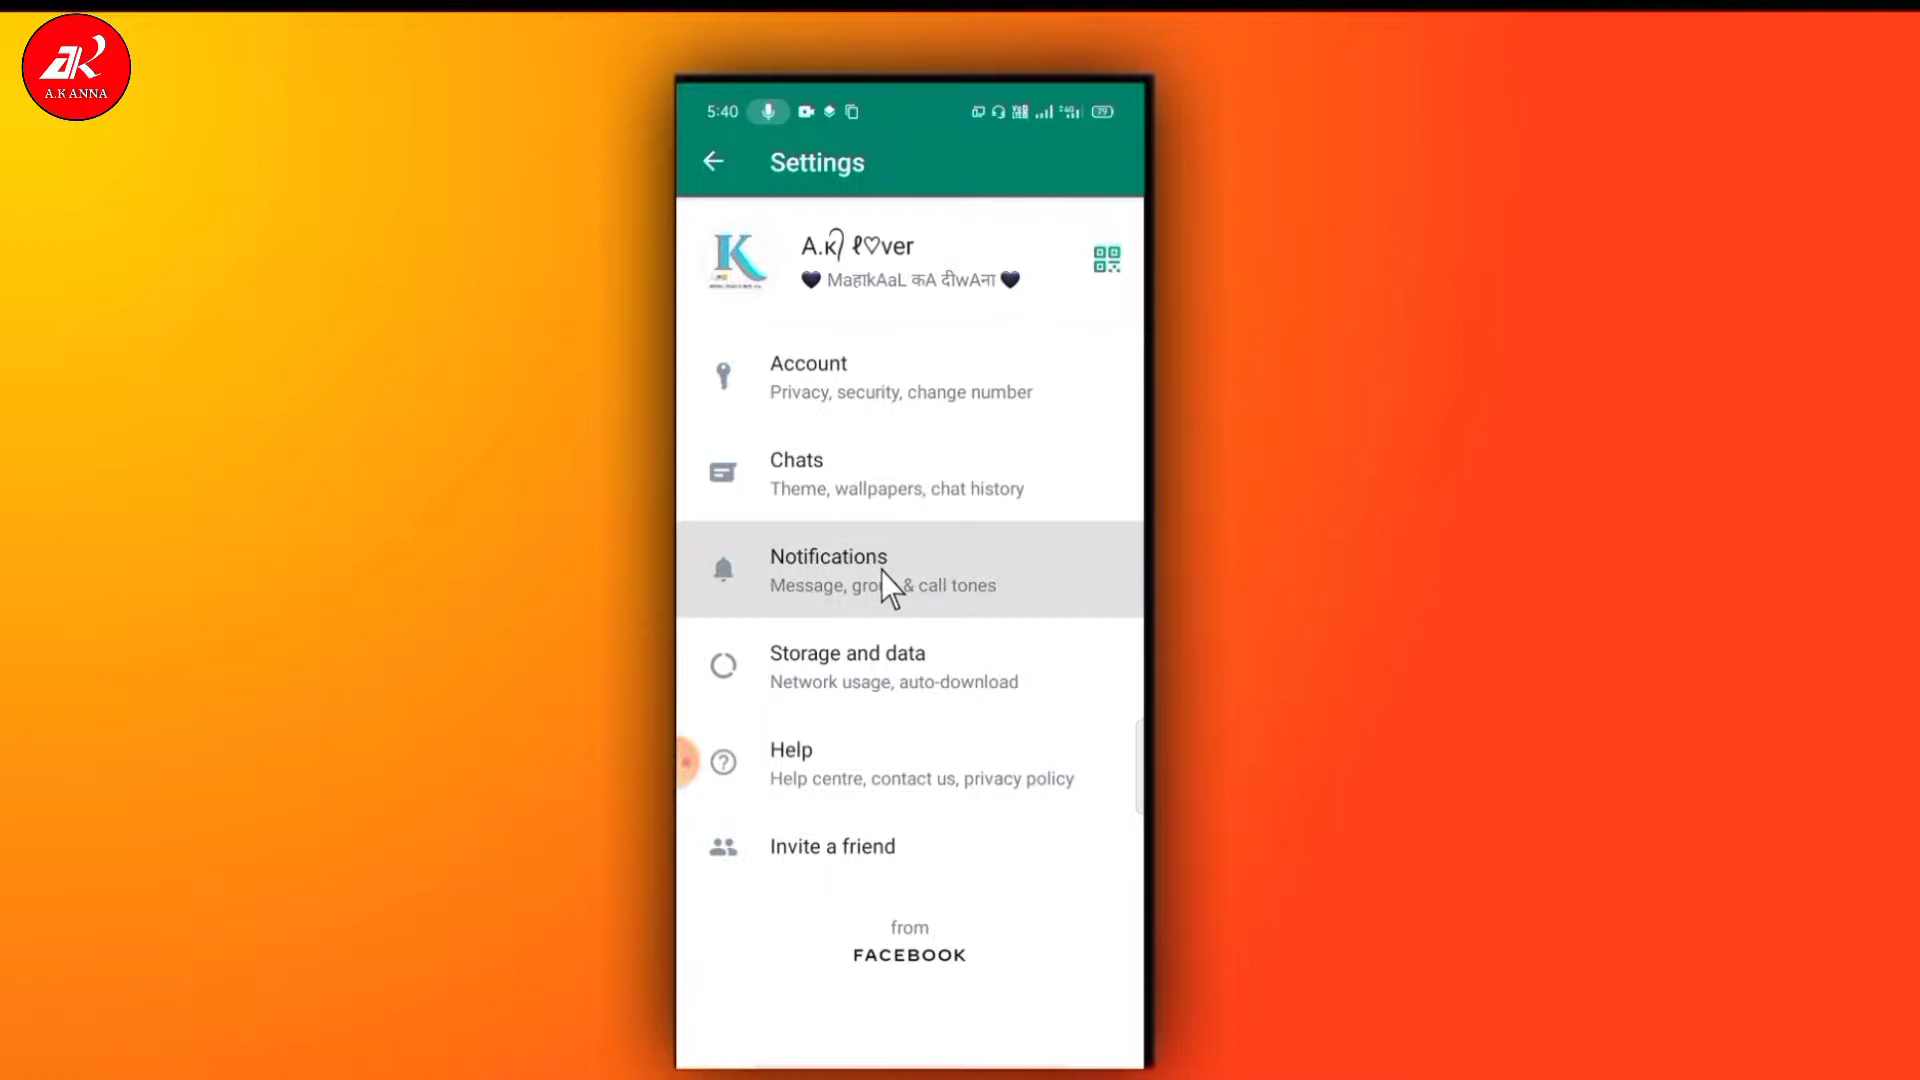 A.K ANNA
5:40
79
Settings
A.κ ℓ♡ver
🖤 MaहाkAaL कA दीwAना 🖤
Account
Privacy, security, change number
Chats
Theme, wallpapers, chat history
Notifications
Message, & call tones
Storage and data
Network usage, auto-download
Help
Help centre, contact us, privacy policy
Invite a friend
from
FACEBOOK